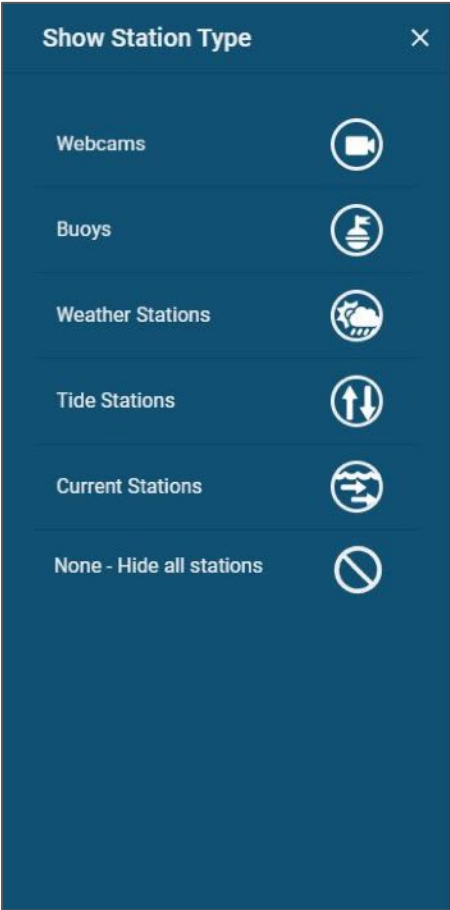 Show Station Type
Webcams
Buoys
Weather Stations
Tide Stations
Current Stations
None - Hide all stations